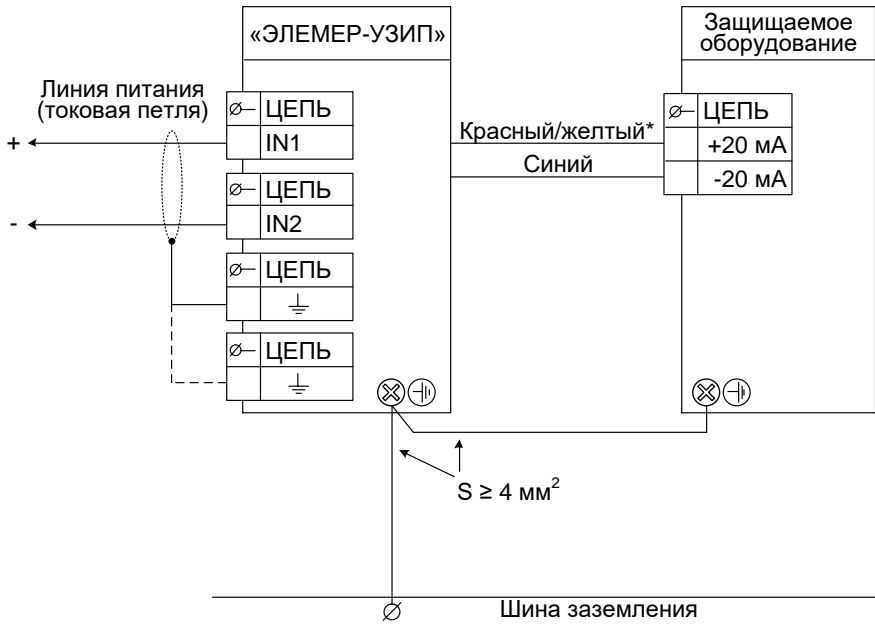 «ЭЛЕМЕР-УЗИП»
Защищаемое
оборудование
Линия питания
(токовая петля)
ЦЕПЬ
IN1
ЦЕПЬ
IN2
ЦЕПЬ
ЦЕПЬ
+
-
Красный/желтый*
Синий
ЦЕПЬ
+20 мА
-20 мА
S ≥ 4 мм²
Шина заземления